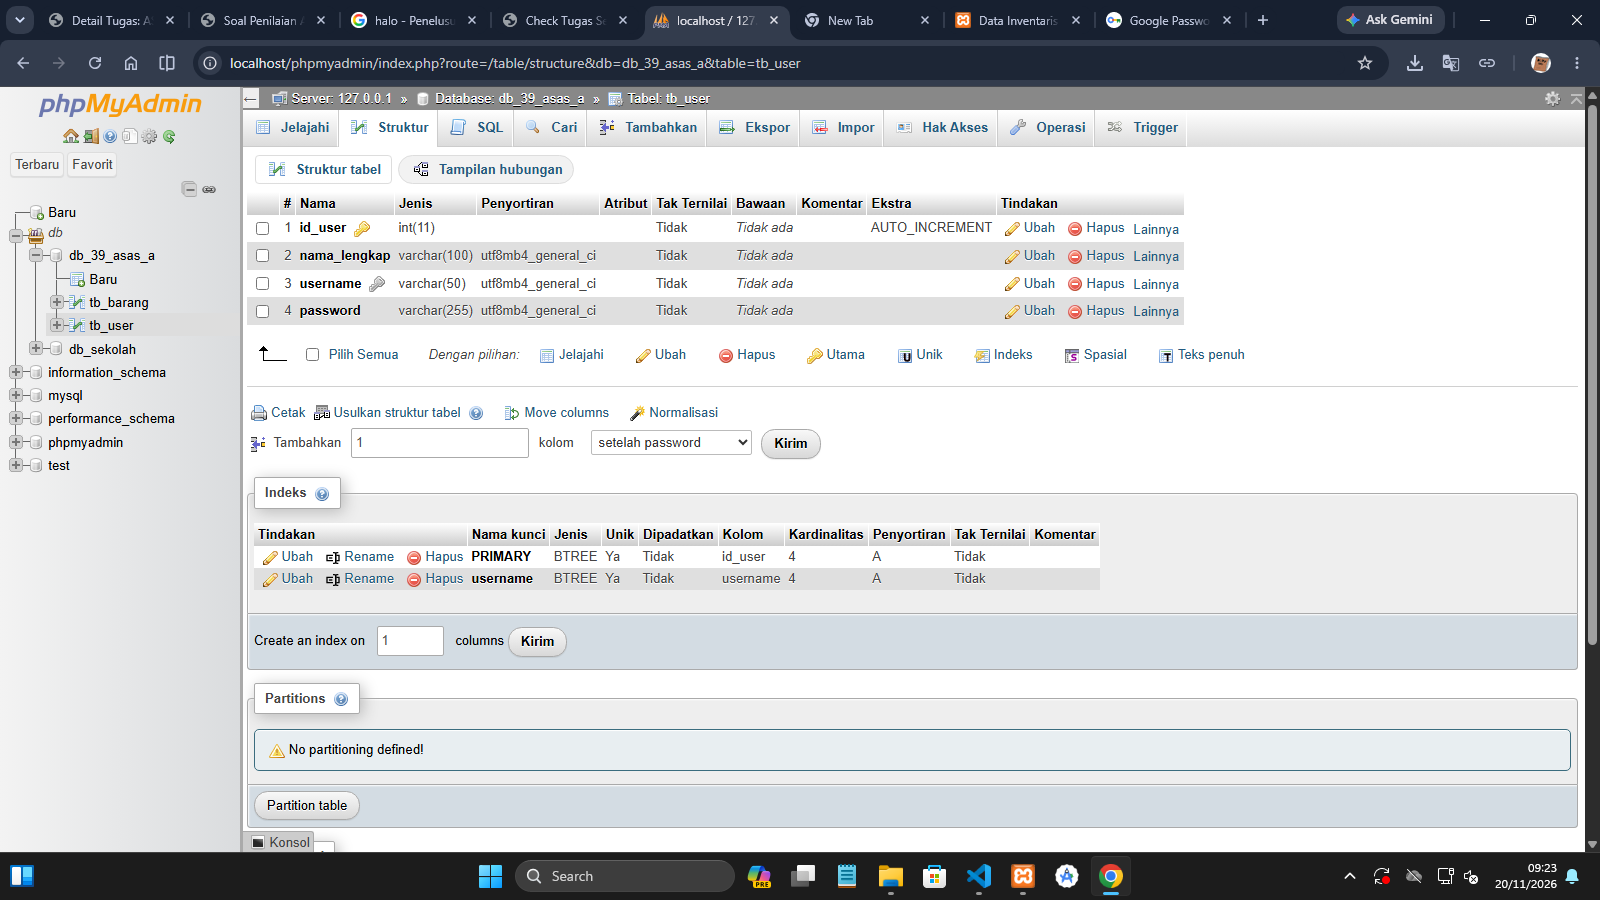 Detail Tugas: A
Soal Penilaian A
halo - Penelusu
Check Tugas Se
localhost / 127
New Tab
Data Inventaris
Google Passwo
Ask Gemini
localhost/phpmyadmin/index.php?route=/table/structure&db=db_39_asas_a&table=tb_user
phpMyAdmin
Terbaru Favorit
Baru
db
db_39_asas_a
Baru
tb_barang
tb_user
db_sekolah
information_schema
mysql
performance_schema
phpmyadmin
test
Server: 127.0.0.1 » Database: db_39_asas_a » Tabel: tb_user
Jelajahi Struktur SQL Cari Tambahkan Ekspor Impor Hak Akses Operasi Trigger
Struktur tabel Tampilan hubungan
# Nama Jenis Penyortiran Atribut Tak Ternilai Bawaan Komentar Ekstra Tindakan
1 id_user int(11) Tidak Tidak ada AUTO_INCREMENT Ubah Hapus Lainnya
2 nama_lengkap varchar(100) utf8mb4_general_ci Tidak Tidak ada Ubah Hapus Lainnya
3 username varchar(50) utf8mb4_general_ci Tidak Tidak ada Ubah Hapus Lainnya
4 password varchar(255) utf8mb4_general_ci Tidak Tidak ada Ubah Hapus Lainnya
Pilih Semua Dengan pilihan: Jelajahi Ubah Hapus Utama Unik Indeks Spasial Teks penuh
Cetak Usulkan struktur tabel Move columns Normalisasi
Tambahkan 1 kolom setelah password Kirim
Indeks
Tindakan Nama kunci Jenis Unik Dipadatkan Kolom Kardinalitas Penyortiran Tak Ternilai Komentar
Ubah Rename Hapus PRIMARY BTREE Ya Tidak id_user 4 A Tidak
Ubah Rename Hapus username BTREE Ya Tidak username 4 A Tidak
Create an index on 1 columns Kirim
Partitions
No partitioning defined!
Partition table
Konsol
Search
PRE
09:23
20/11/2026